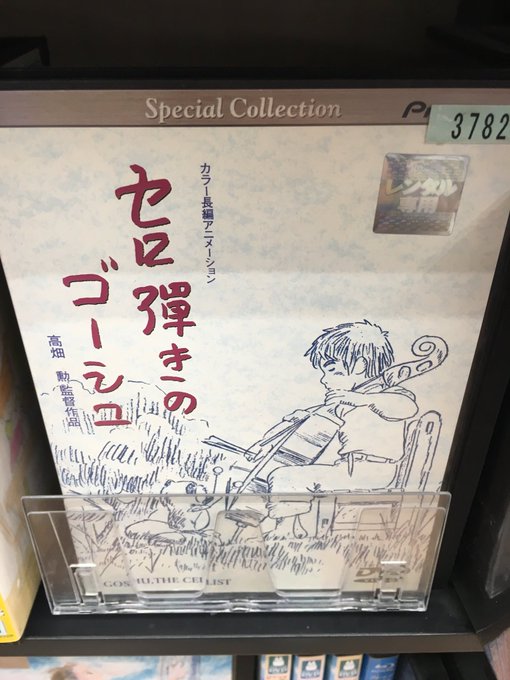 Special Collection
3782
レンタル
専用
カラー長編アニメーション
セロ弾きの
ゴーシュ
高畑 勲監督作品
GOSHU, THE CELLIST